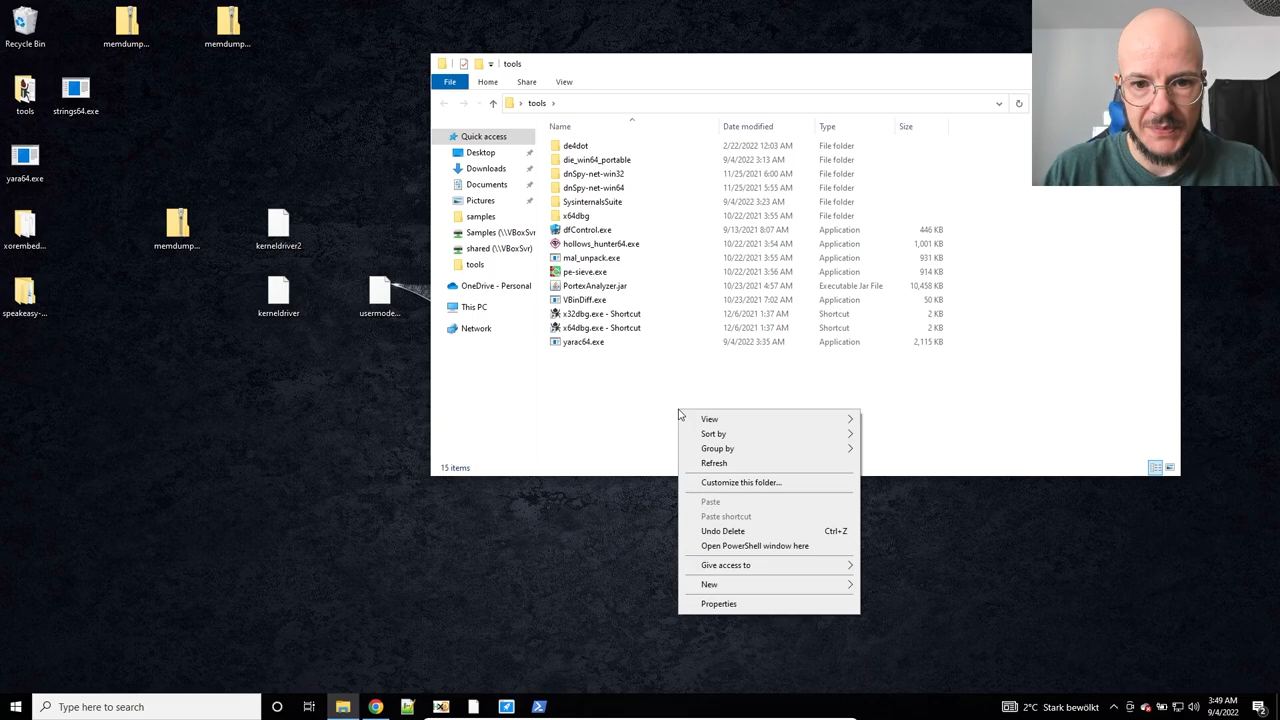 Recycle Bin
memdump...
memdump...
tools
strings64.exe
yara64.exe
xorembed...
memdump...
kerneldriver2
speakeasy-...
kerneldriver
usermode...
tools
File
Home
Share
View
tools
Name
Date modified
Type
Size
Quick access
Desktop
Downloads
Documents
Pictures
samples
Samples (\\VBoxSvr
shared (\\VBoxSvr)
tools
OneDrive - Personal
This PC
Network
de4dot 2/22/2022 12:03 AM File folder
die_win64_portable 9/4/2022 3:13 AM File folder
dnSpy-net-win32 11/25/2021 6:00 AM File folder
dnSpy-net-win64 11/25/2021 5:55 AM File folder
SysinternalsSuite 9/4/2022 3:23 AM File folder
x64dbg 10/22/2021 3:55 AM File folder
dfControl.exe 9/13/2021 8:07 AM Application 446 KB
hollows_hunter64.exe 10/22/2021 3:54 AM Application 1,001 KB
mal_unpack.exe 10/22/2021 3:55 AM Application 931 KB
pe-sieve.exe 10/22/2021 3:56 AM Application 914 KB
PortexAnalyzer.jar 10/23/2021 4:57 AM Executable Jar File 10,458 KB
VBinDiff.exe 10/23/2021 7:02 AM Application 50 KB
x32dbg.exe - Shortcut 12/6/2021 1:37 AM Shortcut 2 KB
x64dbg.exe - Shortcut 12/6/2021 1:37 AM Shortcut 2 KB
yarac64.exe 9/4/2022 3:35 AM Application 2,115 KB
View
Sort by
Group by
Refresh
Customize this folder...
Paste
Paste shortcut
Undo Delete Ctrl+Z
Open PowerShell window here
Give access to
New
Properties
15 items
Type here to search
2°C Stark bewölkt
3:49 AM
9/4/2022
2